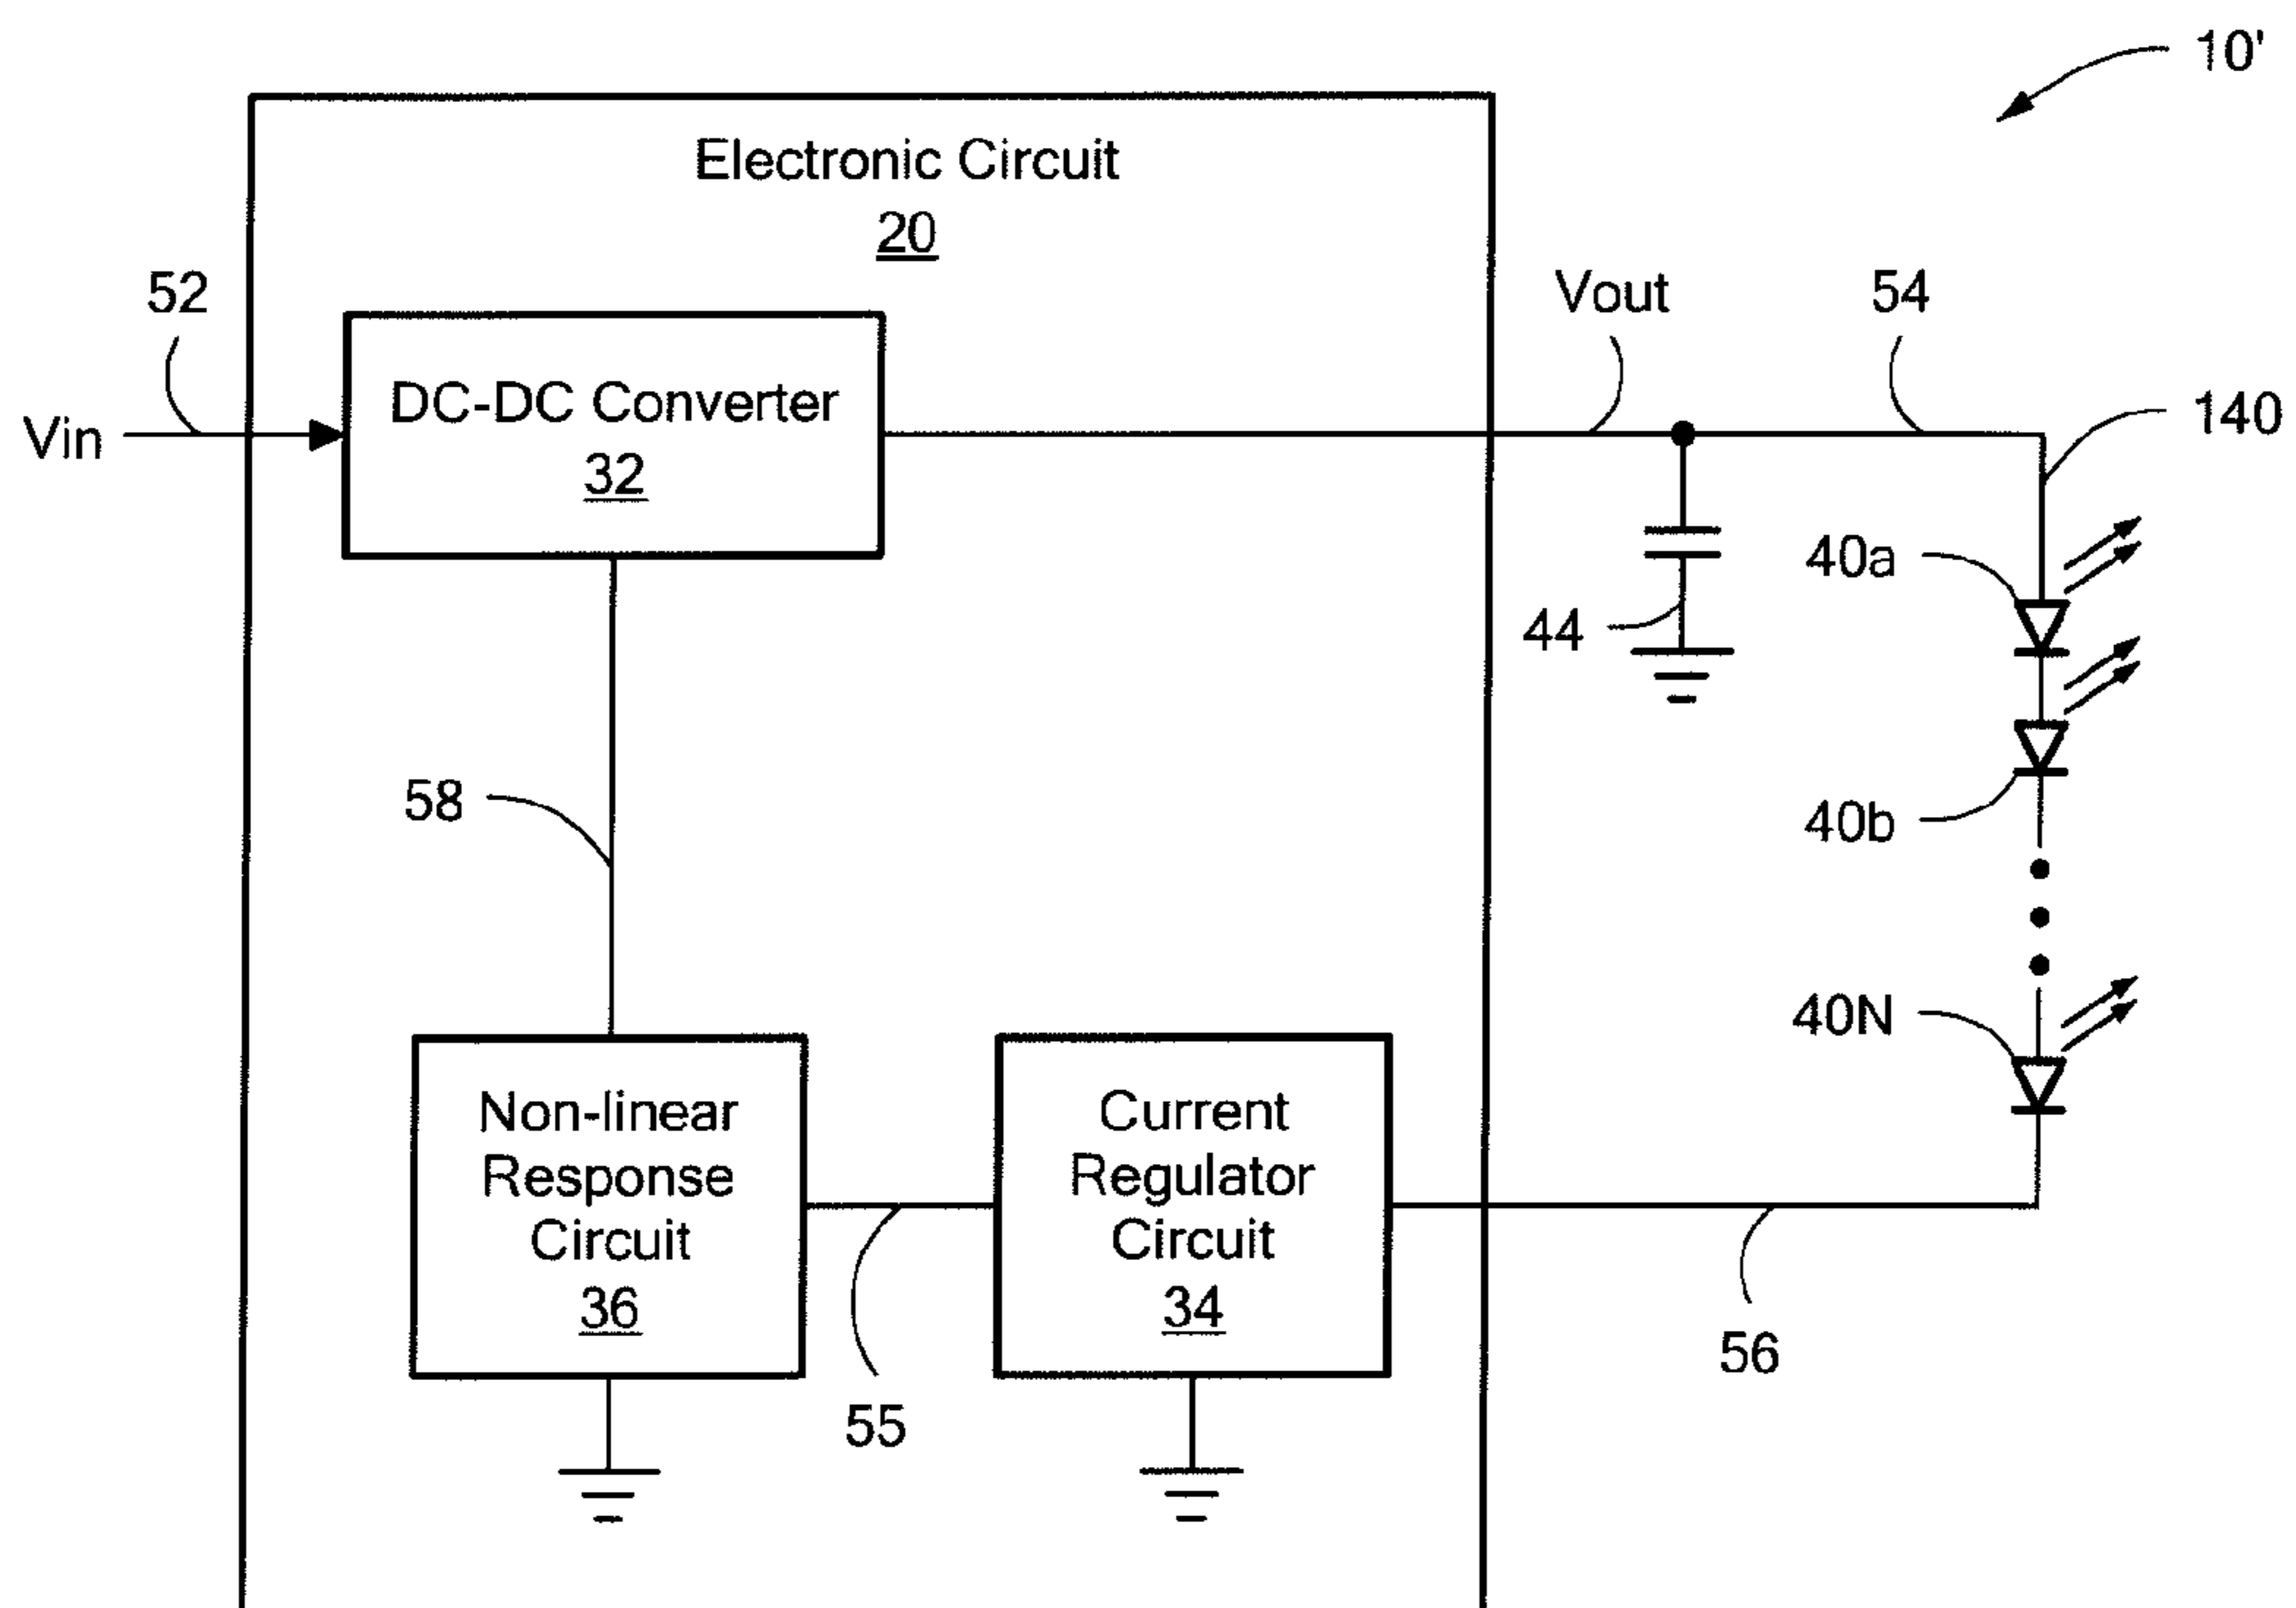 10'
Electronic Circuit
20
52
Vout
54
Vin
DC-DC Converter
32
140
40a
44
58
40b
40N
Non-linear
Response
Circuit
36
Current
Regulator
Circuit
34
55
56